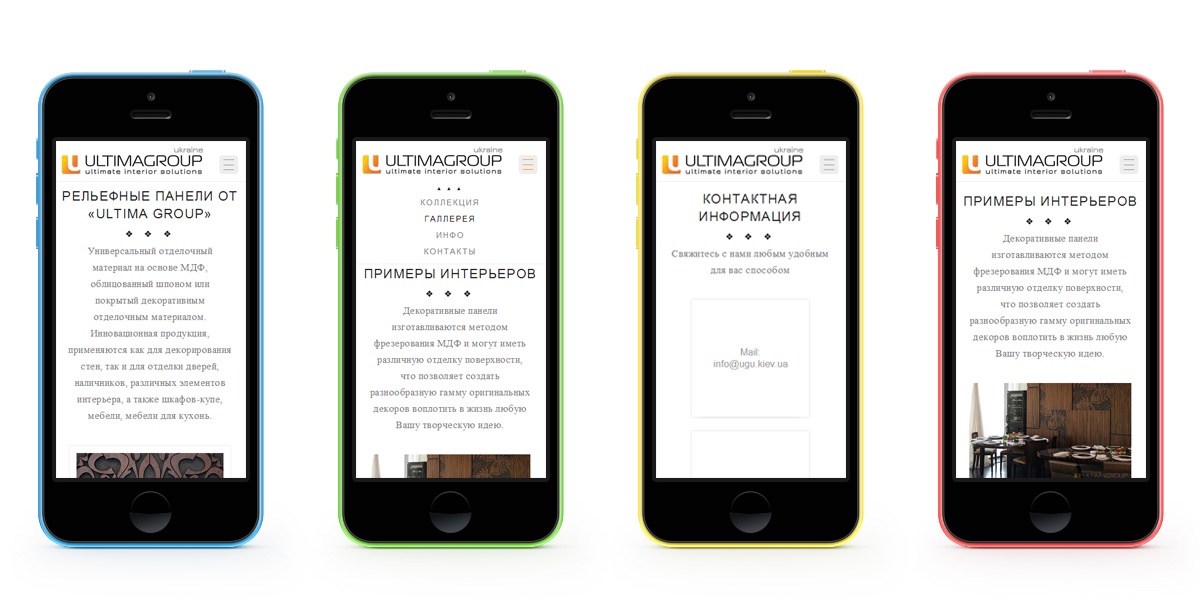 ukraine
ULTIMAGROUP
ultimate interior solutions
РЕЛЬЕФНЫЕ ПАНЕЛИ ОТ
«ULTIMA GROUP»
Универсальный отделочный
материал на основе МДФ,
облицованный шпоном или
покрытый декоративным
отделочным материалом.
Инновационная продукция,
применяются как для декорирования
стен, так и для отделки дверей,
наличников, различных элементов
интерьера, а также шкафов-купе,
мебели, мебели для кухонь.
ukraine
ULTIMAGROUP
ultimate interior solutions
КОЛЛЕКЦИЯ
ГАЛЛЕРЕЯ
ИНФО
КОНТАКТЫ
ПРИМЕРЫ ИНТЕРЬЕРОВ
Декоративные панели
изготавливаются методом
фрезерования МДФ и могут иметь
различную отделку поверхности,
что позволяет создать
разнообразную гамму оригинальных
декоров воплотить в жизнь любую
Вашу творческую идею.
ukraine
ULTIMAGROUP
ultimate interior solutions
КОНТАКТНАЯ
ИНФОРМАЦИЯ
Свяжитесь с нами любым удобным
для вас способом
Mail:
info@ugu.kiev.ua
ukraine
ULTIMAGROUP
ultimate interior solutions
ПРИМЕРЫ ИНТЕРЬЕРОВ
Декоративные панели
изготавливаются методом
фрезерования МДФ и могут иметь
различную отделку поверхности,
что позволяет создать
разнообразную гамму оригинальных
декоров воплотить в жизнь любую
Вашу творческую идею.